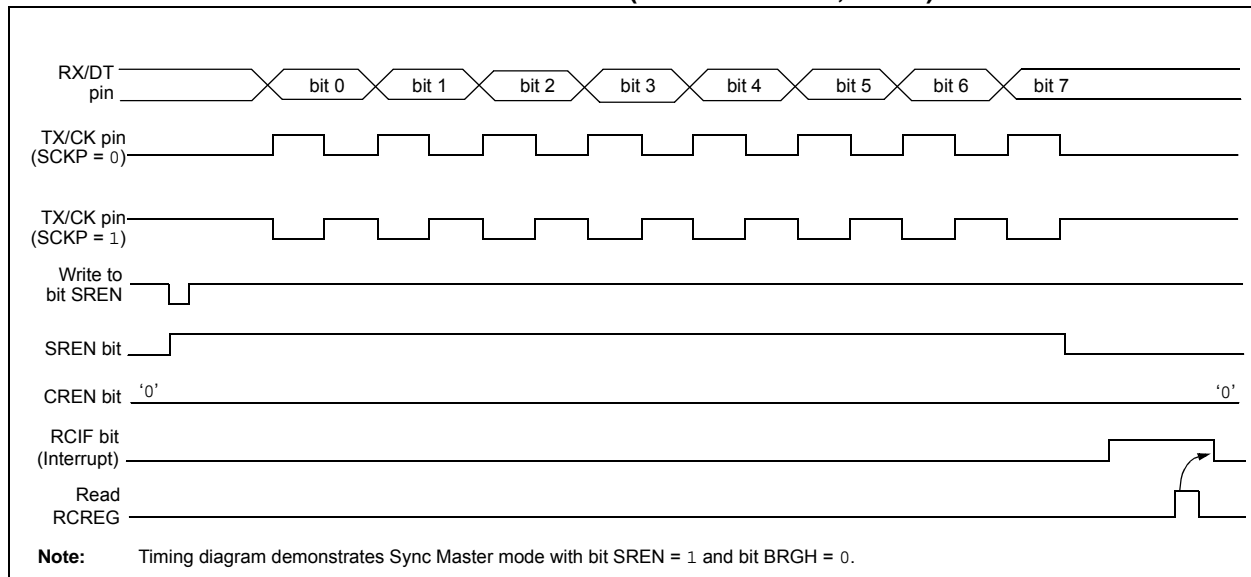 RX/DT
pin
bit 0 bit 1 bit 2 bit 3 bit 4 bit 5 bit 6 bit 7
TX/CK pin
(SCKP = 0)
TX/CK pin
(SCKP = 1)
Write to
bit SREN
SREN bit
CREN bit ‘0’ ‘0’
RCIF bit
(Interrupt)
Read
RCREG
Note: Timing diagram demonstrates Sync Master mode with bit SREN = 1 and bit BRGH = 0.